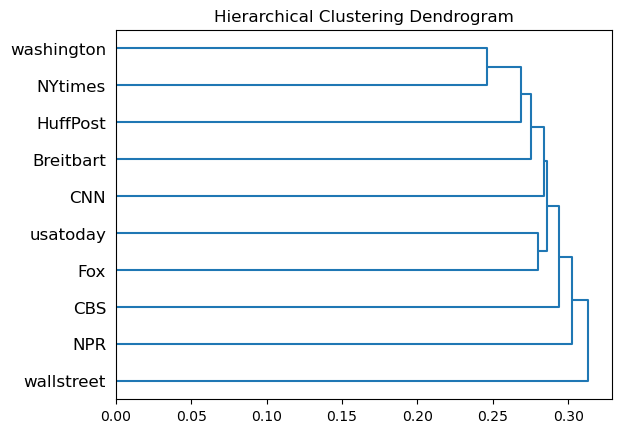 Hierarchical Clustering Dendrogram
washington
NYtimes
HuffPost
Breitbart
CNN
usatoday
Fox
CBS
NPR
wallstreet
0.00 0.05 0.10 0.15 0.20 0.25 0.30